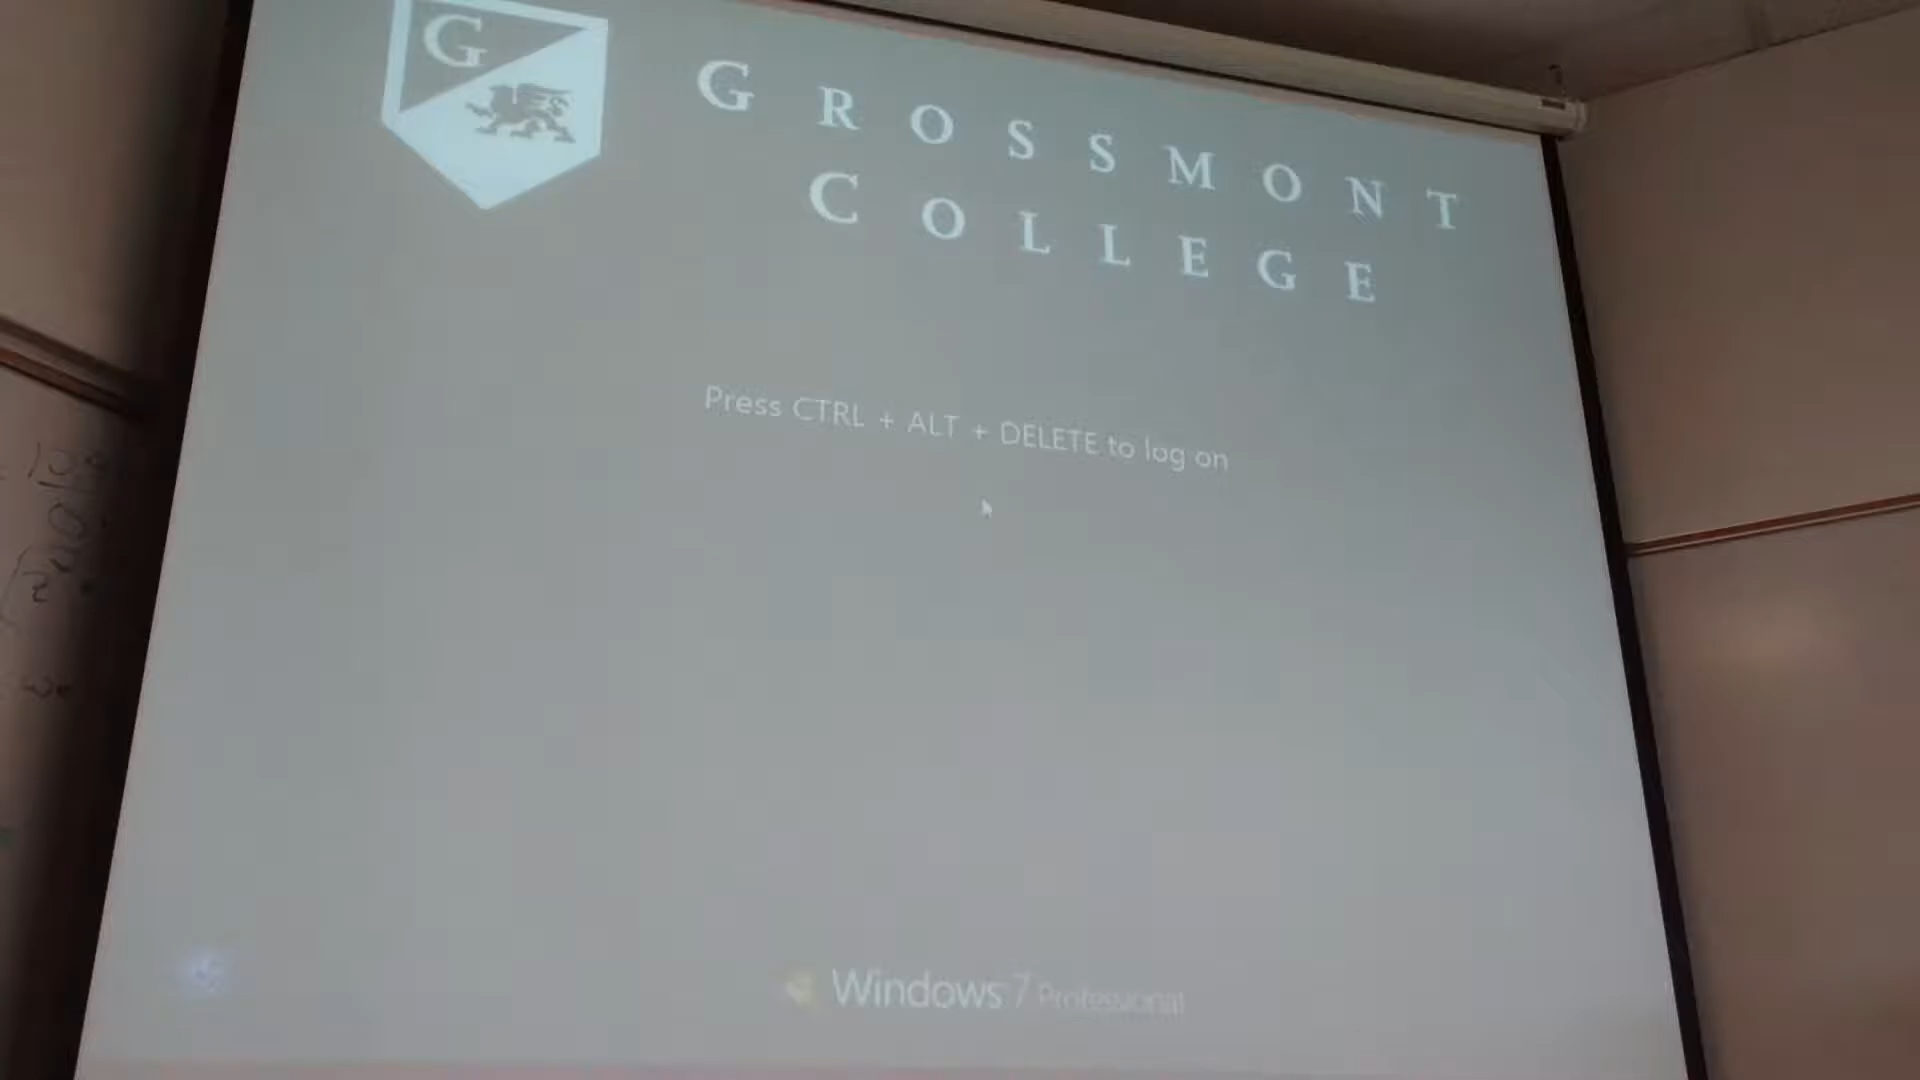 G
GROSSMONT
COLLEGE
Press CTRL + ALT + DELETE to log on
Windows 7 Professional